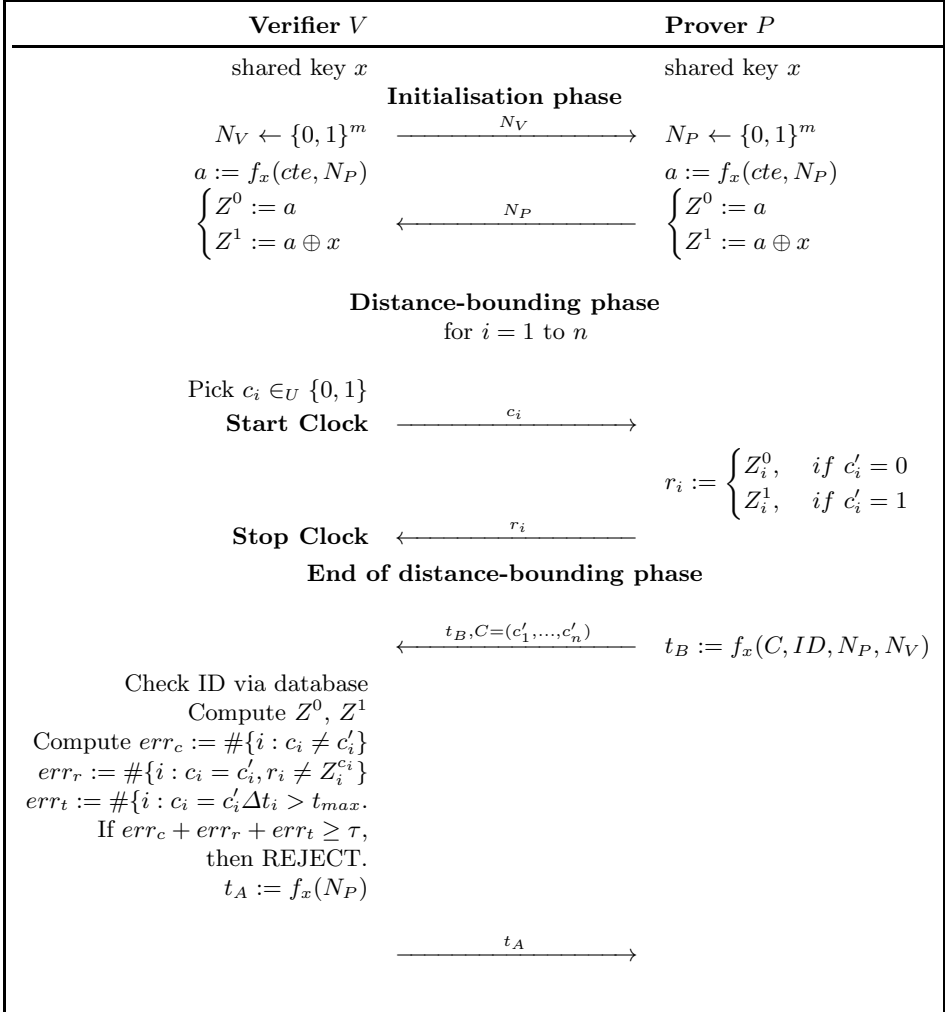 Verifier V Prover P
shared key x shared key x
Initialisation phase
N_V ← {0, 1}^m N_V N_P ← {0, 1}^m
a := f_x(cte, N_P) a := f_x(cte, N_P)
{ Z^0 := a N_P { Z^0 := a
Z^1 := a ⊕ x Z^1 := a ⊕ x
Distance-bounding phase
for i = 1 to n
Pick c_i ∈_U {0, 1}
Start Clock c_i
r_i := { Z_i^0, if c'_i = 0
Z_i^1, if c'_i = 1
Stop Clock r_i
End of distance-bounding phase
t_B, C=(c'_1,...,c'_n) t_B := f_x(C, ID, N_P, N_V)
Check ID via database
Compute Z^0, Z^1
Compute err_c := #{i : c_i ≠ c'_i}
err_r := #{i : c_i = c'_i, r_i ≠ Z_i^{c_i}}
err_t := #{i : c_i = c'_i Δt_i > t_max.
If err_c + err_r + err_t ≥ τ,
then REJECT.
t_A := f_x(N_P)
t_A